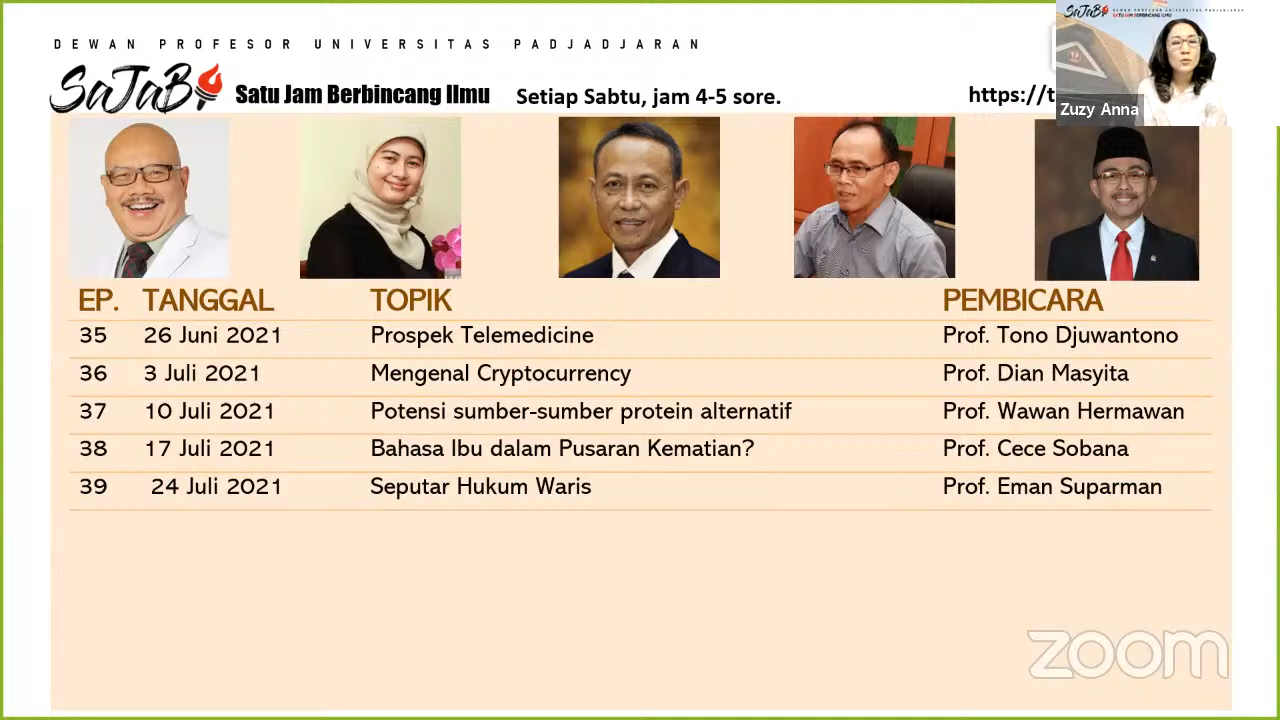 DEWAN PROFESOR UNIVERSITAS PADJADJARAN
SaJaBI Satu Jam Berbincang Ilmu Setiap Sabtu, jam 4-5 sore. https://t
Zuzy Anna
EP. TANGGAL TOPIK PEMBICARA
35 26 Juni 2021 Prospek Telemedicine Prof. Tono Djuwantono
36 3 Juli 2021 Mengenal Cryptocurrency Prof. Dian Masyita
37 10 Juli 2021 Potensi sumber-sumber protein alternatif Prof. Wawan Hermawan
38 17 Juli 2021 Bahasa Ibu dalam Pusaran Kematian? Prof. Cece Sobana
39 24 Juli 2021 Seputar Hukum Waris Prof. Eman Suparman
zoom